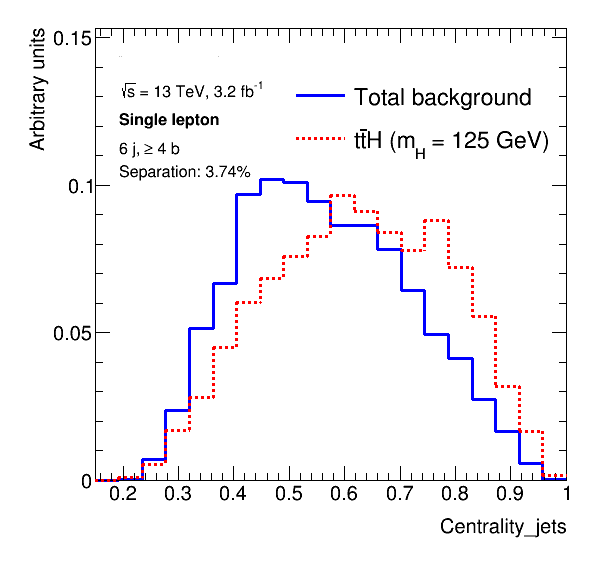 Arbitrary units
0.15
0.1
0.05
0
√s = 13 TeV, 3.2 fb⁻¹
Single lepton
6 j, ≥ 4 b
Separation: 3.74%
Total background
tt̄H (m_H = 125 GeV)
0.2 0.3 0.4 0.5 0.6 0.7 0.8 0.9 1
Centrality_jets